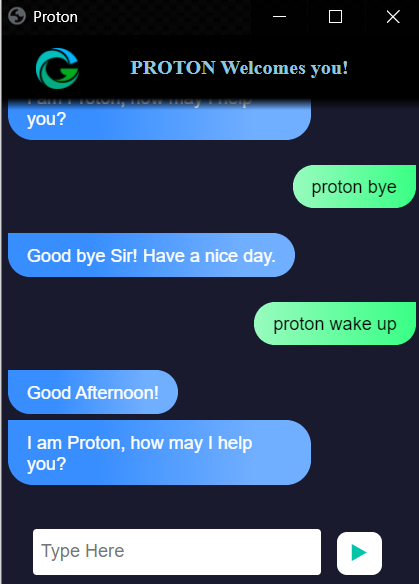 Proton
PROTON Welcomes you!
I am Proton, how may I help
you?
proton bye
Good bye Sir! Have a nice day.
proton wake up
Good Afternoon!
I am Proton, how may I help
you?
Type Here